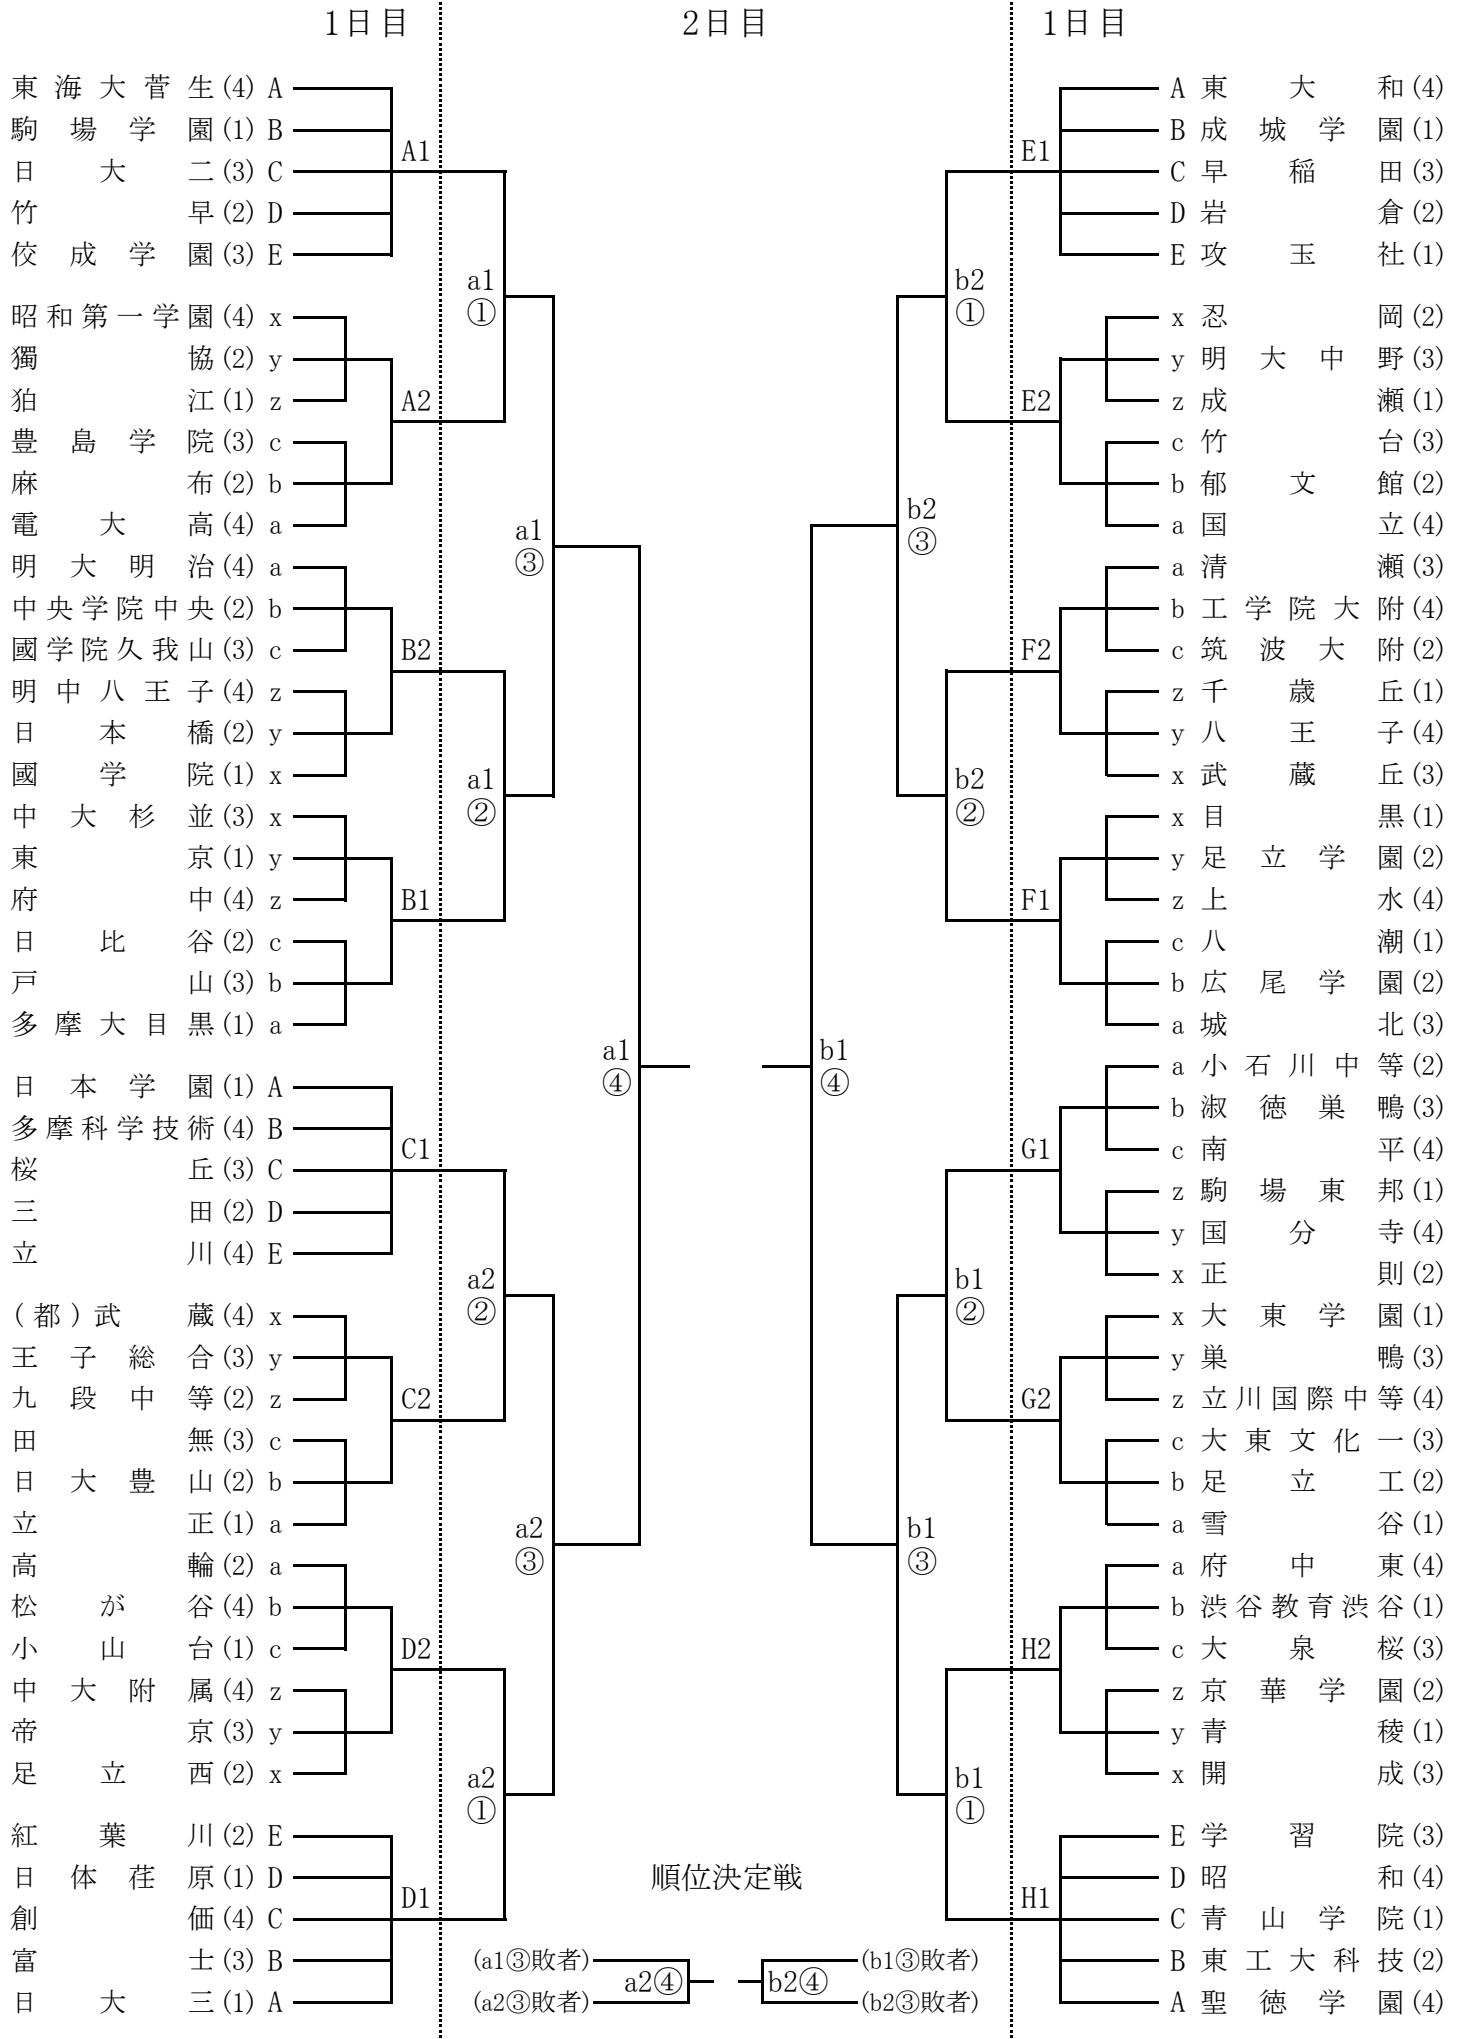 1日目 2日目 1日目
東海大菅生(4) A
駒場学園(1) B
日大二(3) C
竹早(2) D
佼成学園(3) E
A1
昭和第一学園(4) x
獨協(2) y
狛江(1) z
豊島学院(3) c
麻布(2) b
電大高(4) a
A2
明大明治(4) a
中央学院中央(2) b
國学院久我山(3) c
明中八王子(4) z
日本橋(2) y
國学院(1) x
B2
中大杉並(3) x
東京(1) y
府中(4) z
日比谷(2) c
戸山(3) b
多摩大目黒(1) a
B1
日本学園(1) A
多摩科学技術(4) B
桜丘(3) C
三田(2) D
立川(4) E
C1
(都)武蔵(4) x
王子総合(3) y
九段中等(2) z
田無(3) c
日大豊山(2) b
立正(1) a
C2
高輪(2) a
松が谷(4) b
小山台(1) c
中大附属(4) z
帝京(3) y
足立西(2) x
D2
紅葉川(2) E
日体荏原(1) D
創価(4) C
富士(3) B
日大三(1) A
D1
a1
①
a1
②
a1
③
a2
②
a2
①
a2
③
a1
④
b1
④
b2
①
b2
②
b2
③
b1
②
b1
①
b1
③
E1
A 東大和(4)
B 成城学園(1)
C 早稲田(3)
D 岩倉(2)
E 攻玉社(1)
E2
x 忍岡(2)
y 明大中野(3)
z 成瀬(1)
c 竹台(3)
b 郁文館(2)
a 国立(4)
F2
a 清瀬(3)
b 工学院大附(4)
c 筑波大附(2)
z 千歳丘(1)
y 八王子(4)
x 武蔵丘(3)
F1
x 目黒(1)
y 足立学園(2)
z 上水(4)
c 八潮(1)
b 広尾学園(2)
a 城北(3)
G1
a 小石川中等(2)
b 淑徳巣鴨(3)
c 南平(4)
z 駒場東邦(1)
y 国分寺(4)
x 正則(2)
G2
x 大東学園(1)
y 巣鴨(3)
z 立川国際中等(4)
c 大東文化一(3)
b 足立工(2)
a 雪谷(1)
H2
a 府中東(4)
b 渋谷教育渋谷(1)
c 大泉桜(3)
z 京華学園(2)
y 青稜(1)
x 開成(3)
H1
E 学習院(3)
D 昭和(4)
C 青山学院(1)
B 東工大科技(2)
A 聖徳学園(4)
順位決定戦
(a1③敗者)
a2④
(a2③敗者)
(b1③敗者)
b2④
(b2③敗者)